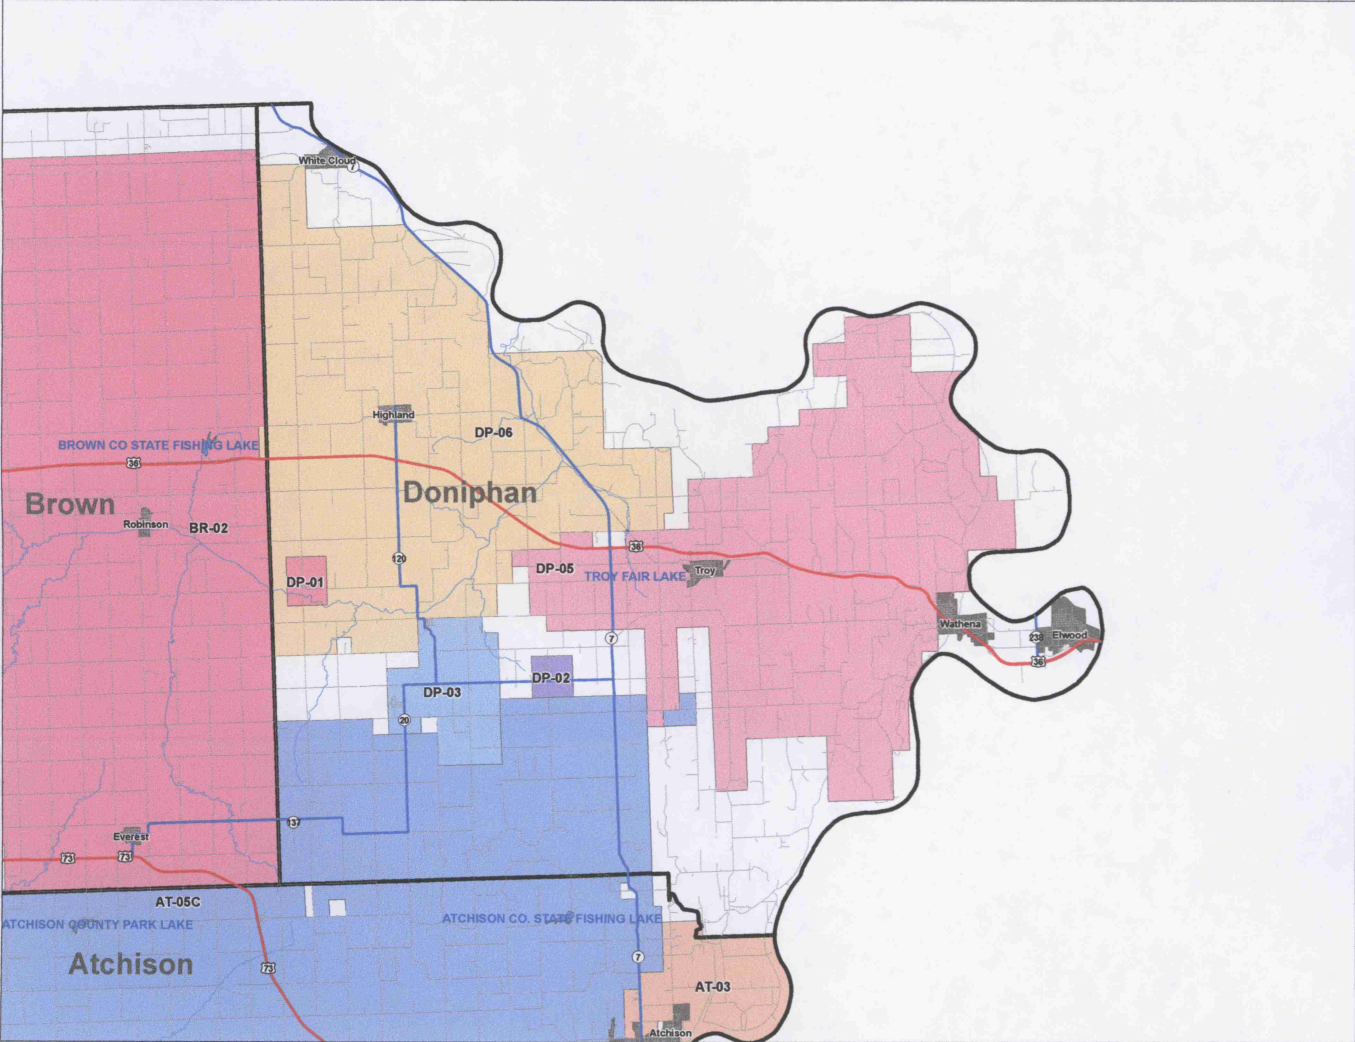 White Cloud
7
Highland
DP-06
BROWN CO STATE FISHING LAKE
36
Brown
Doniphan
Robinson
BR-02
36
120
DP-01
DP-05
TROY FAIR LAKE
Troy
Wathena
238
Elwood
7
36
DP-02
DP-03
20
137
Everest
73
73
AT-05C
ATCHISON COUNTY PARK LAKE
ATCHISON CO. STATE FISHING LAKE
Atchison
73
7
AT-03
Atchison